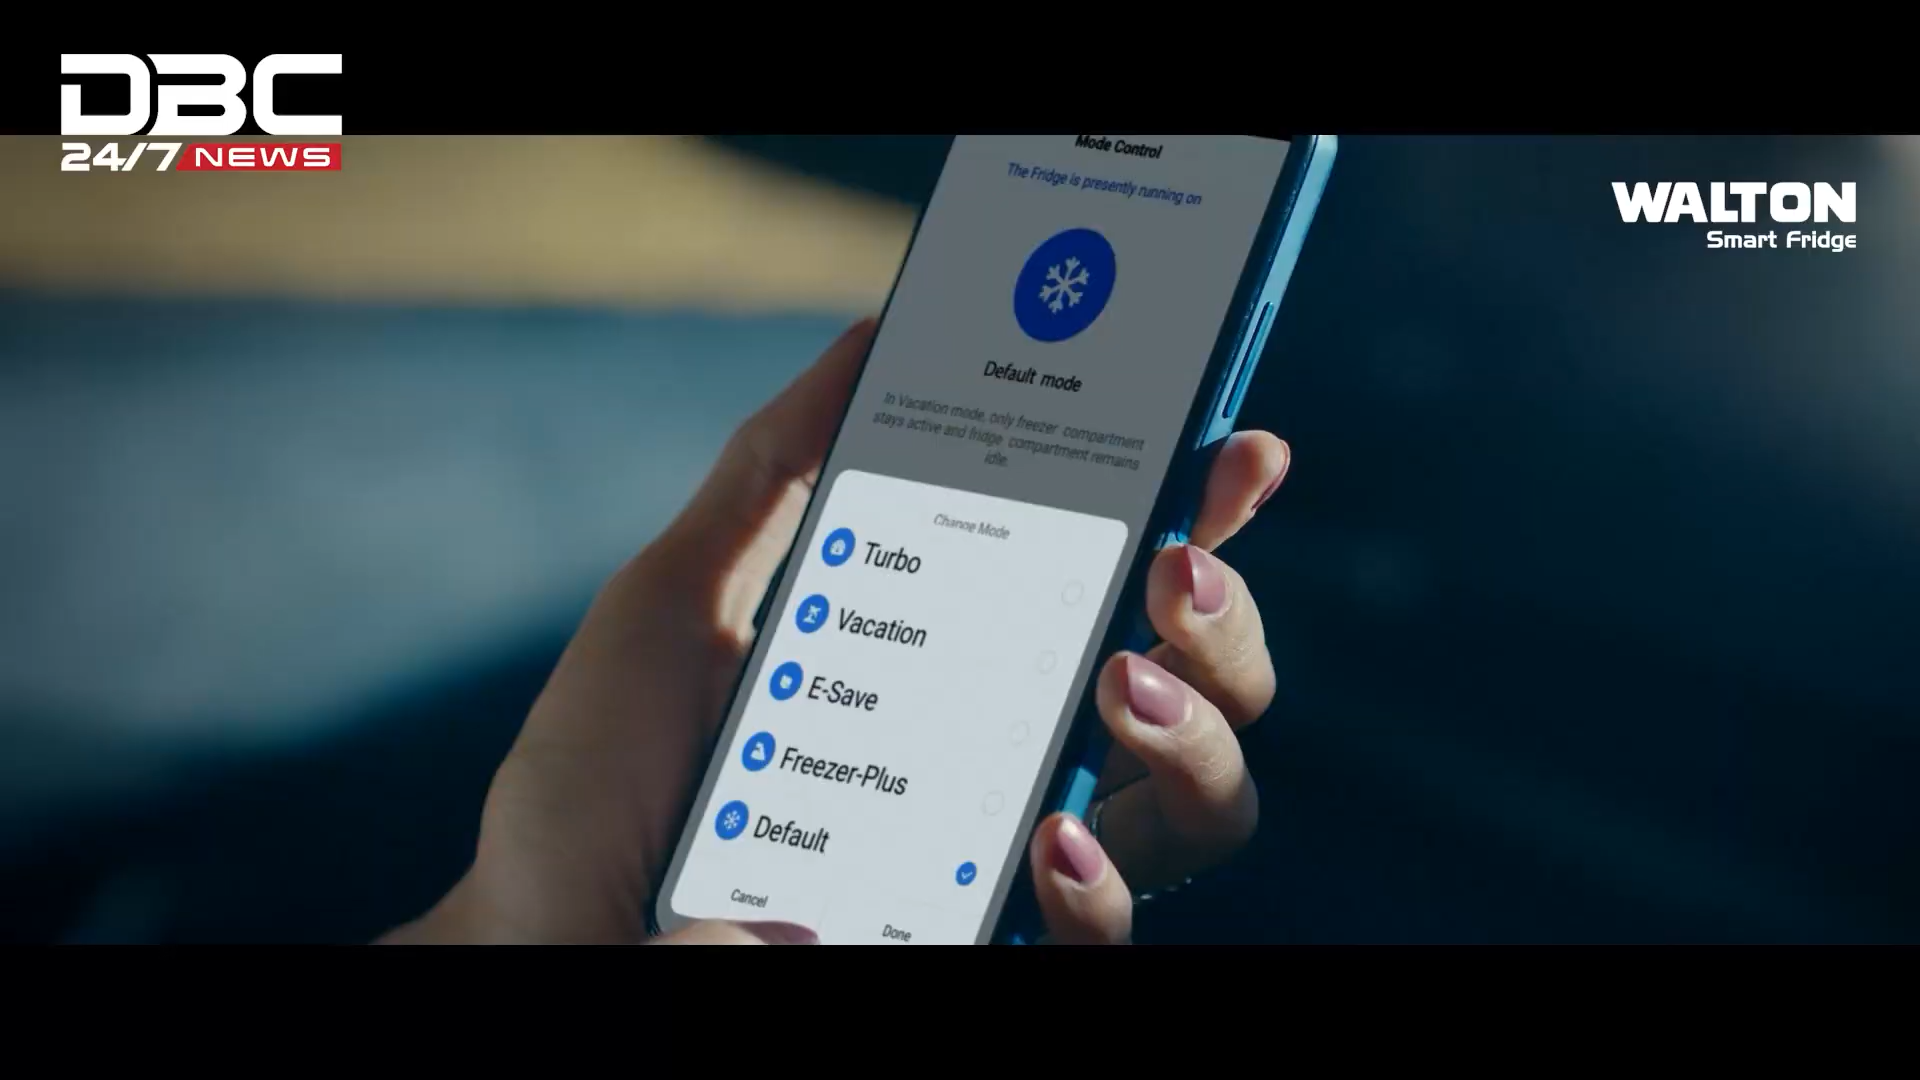 DBC
24/7 NEWS
WALTON
Smart Fridge
Mode Control
The Fridge is presently running on
Default mode
In Vacation mode, only freezer compartment
stays active and fridge compartment remains
idle.
Change Mode
Turbo
Vacation
E-Save
Freezer-Plus
Default
Cancel
Done